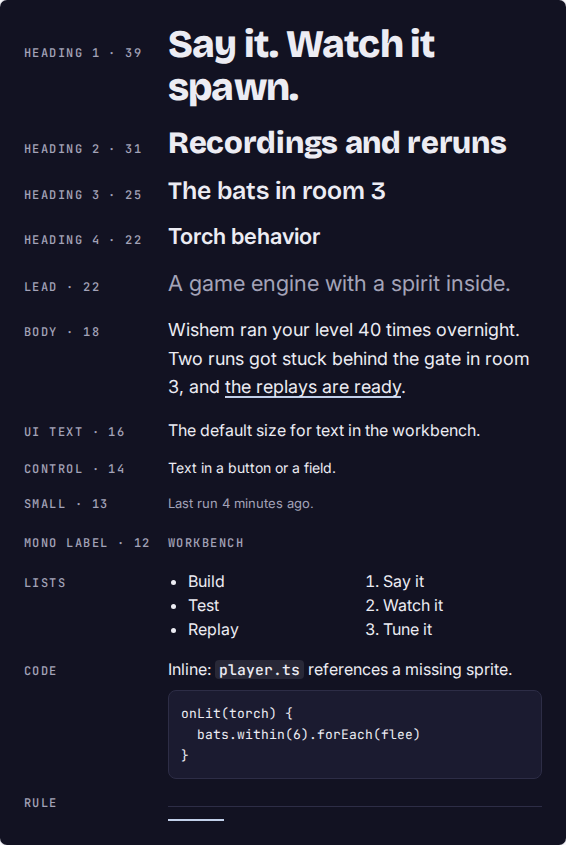 HEADING 1 · 39
Say it. Watch it
spawn.
HEADING 2 · 31
Recordings and reruns
HEADING 3 · 25
The bats in room 3
HEADING 4 · 22
Torch behavior
LEAD · 22
A game engine with a spirit inside.
BODY · 18
Wishem ran your level 40 times overnight.
Two runs got stuck behind the gate in room
3, and the replays are ready.
UI TEXT · 16
The default size for text in the workbench.
CONTROL · 14
Text in a button or a field.
SMALL · 13
Last run 4 minutes ago.
MONO LABEL · 12
WORKBENCH
LISTS
• Build
• Test
• Replay
1. Say it
2. Watch it
3. Tune it
CODE
Inline: player.ts references a missing sprite.
onLit(torch) {
  bats.within(6).forEach(flee)
}
RULE